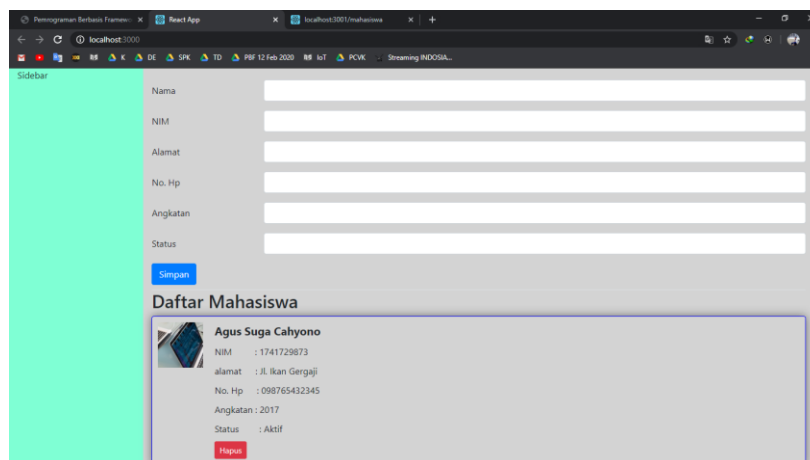 Pemrograman Berbasis Framewo
React App
localhost:3001/mahasiswa
localhost:3000
K DE SPK TD PBF 12 Feb 2020 IoT PCVK Streaming INDOSIA...
Sidebar
Nama
NIM
Alamat
No. Hp
Angkatan
Status
Simpan
Daftar Mahasiswa
Agus Suga Cahyono
NIM : 1741729873
alamat : Jl. Ikan Gergaji
No. Hp : 098765432345
Angkatan : 2017
Status : Aktif
Hapus